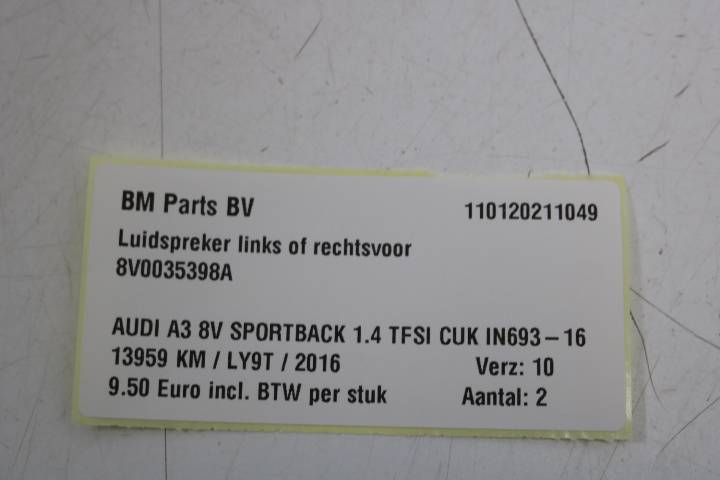 BM Parts BV 110120211049
Luidspreker links of rechtsvoor
8V0035398A
AUDI A3 8V SPORTBACK 1.4 TFSI CUK IN693-16
13959 KM / LY9T / 2016 Verz: 10
9.50 Euro incl. BTW per stuk Aantal: 2